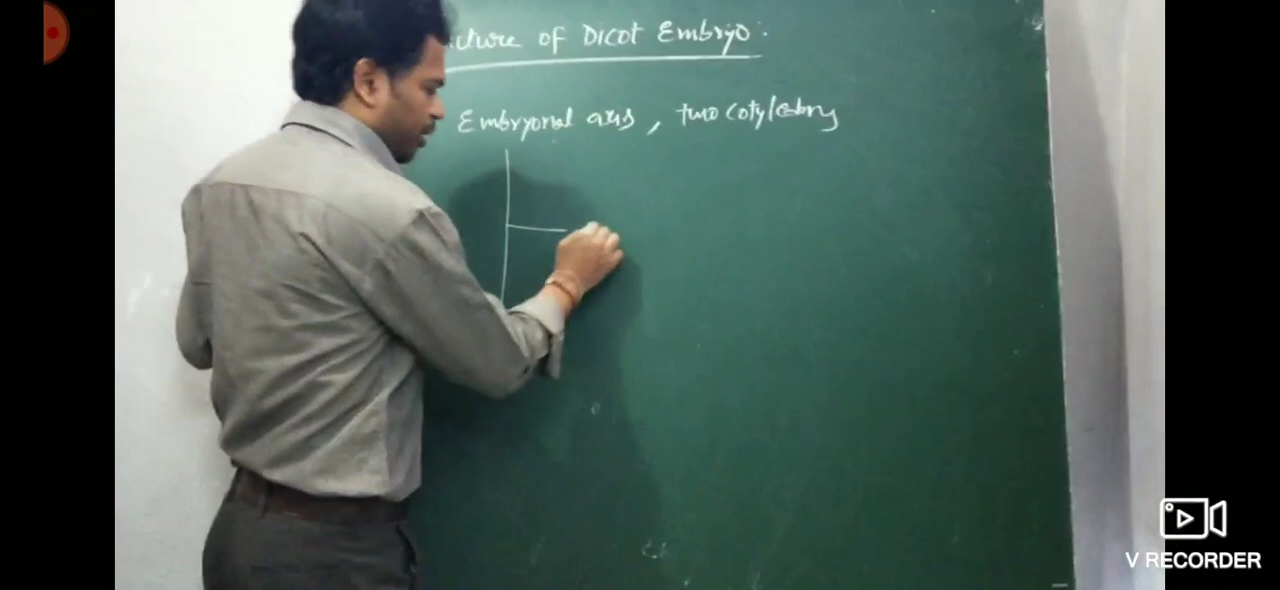 cture of Dicot Embryo :
Embryonal axis, two cotyledons
V RECORDER